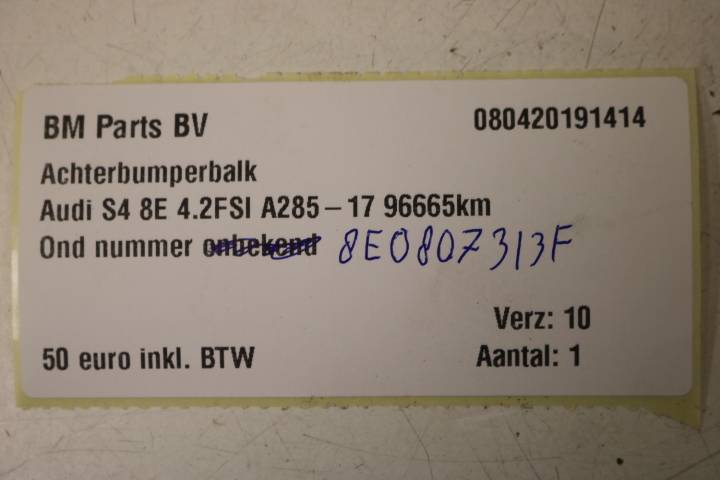 BM Parts BV 080420191414
Achterbumperbalk
Audi S4 8E 4.2FSI A285-17 96665km
Ond nummer onbekend 8E0807313F
Verz: 10
50 euro inkl. BTW Aantal: 1